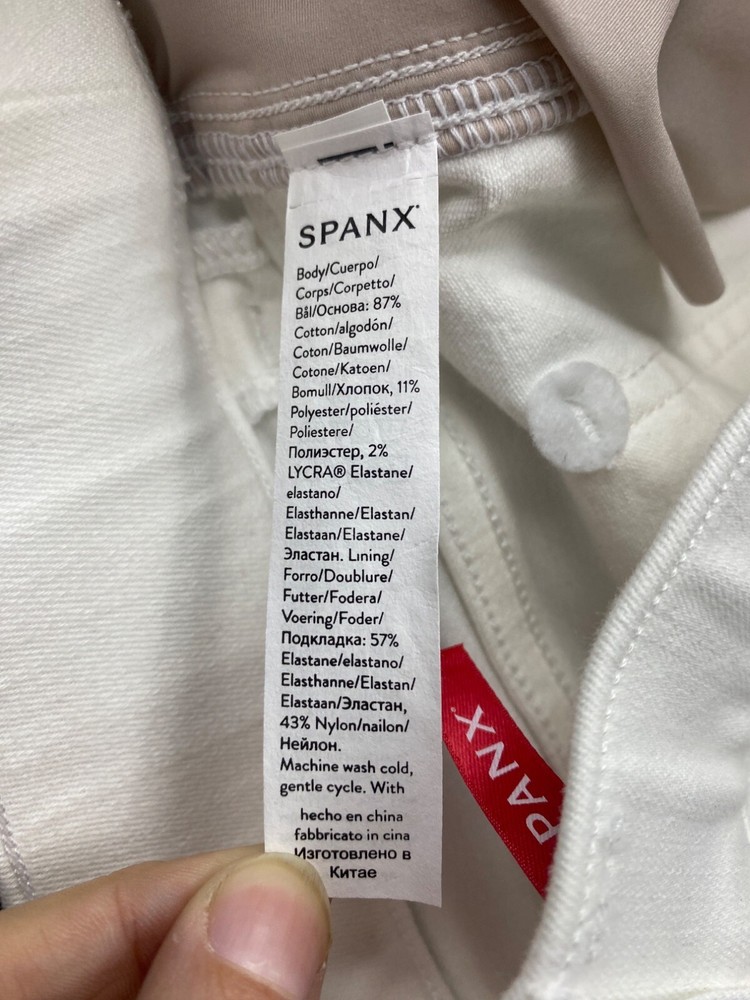 SPANX
Body/Cuerpo/
Corps/Corpetto/
Bål/Основа: 87%
Cotton/algodón/
Coton/Baumwolle/
Cotone/Katoen/
Bomull/Хлопок, 11%
Polyester/poliéster/
Poliestere/
Полиэстер, 2%
LYCRA® Elastane/
elastano/
Elasthanne/Elastan/
Elastaan/Elastane/
Эластан. Lining/
Forro/Doublure/
Futter/Fodera/
Voering/Foder/
Подкладка: 57%
Elastane/elastano/
Elasthanne/Elastan/
Elastaan/Эластан,
43% Nylon/nailon/
Нейлон.
Machine wash cold,
gentle cycle. With
hecho en china
fabbricato in cina
Изготовлено в
Китае
SPANX